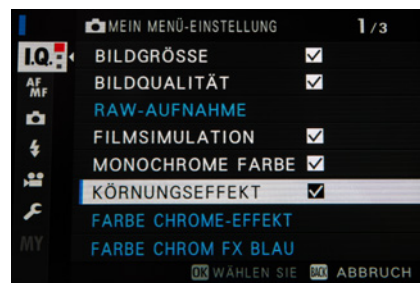 MEIN MENÜ-EINSTELLUNG 1/3
I.Q.
BILDGRÖSSE
AF
MF
BILDQUALITÄT
RAW-AUFNAHME
FILMSIMULATION
MONOCHROME FARBE
KÖRNUNGSEFFEKT
FARBE CHROME-EFFEKT
MY
FARBE CHROM FX BLAU
OK WÄHLEN SIE BACK ABBRUCH